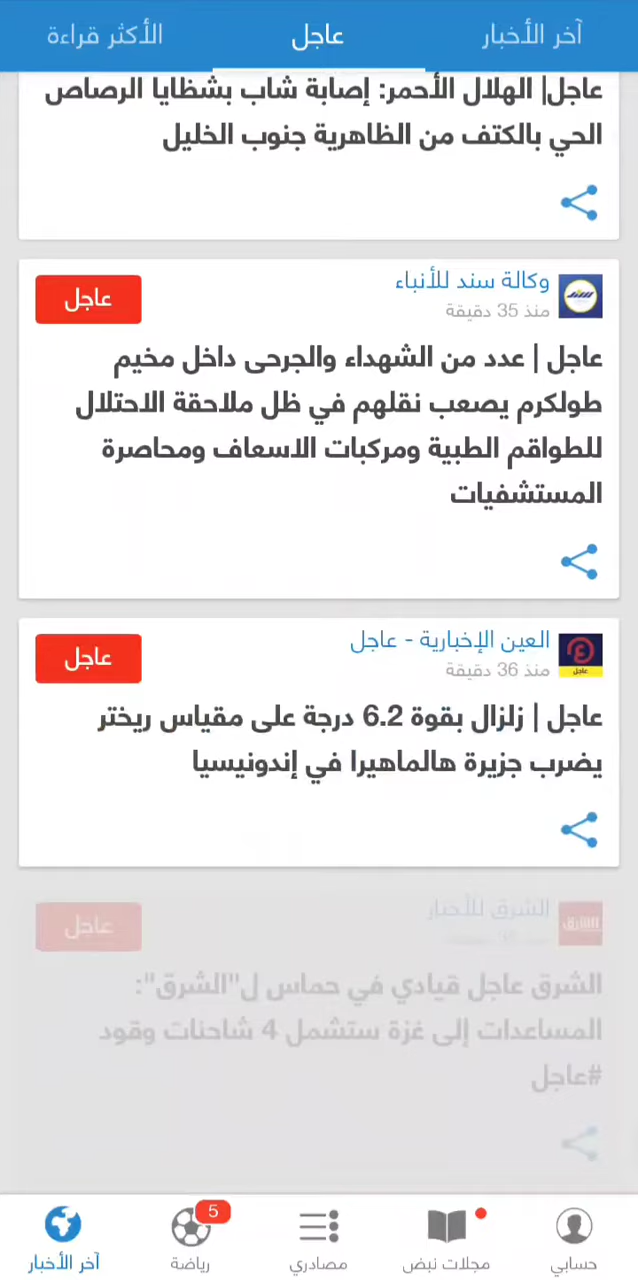 آخر الأخبار
عاجل
الأكثر قراءة
عاجل| الهلال الأحمر: إصابة شاب بشظايا الرصاص
الحي بالكتف من الظاهرية جنوب الخليل
وكالة سند للأنباء
منذ 35 دقيقة
عاجل
عاجل | عدد من الشهداء والجرحى داخل مخيم
طولكرم يصعب نقلهم في ظل ملاحقة الاحتلال
للطواقم الطبية ومركبات الاسعاف ومحاصرة
المستشفيات
العين الإخبارية - عاجل
منذ 36 دقيقة
عاجل
عاجل
عاجل | زلزال بقوة 6.2 درجة على مقياس ريختر
يضرب جزيرة هالماهيرا في إندونيسيا
الشرق للأخبار
الشرق
عاجل
الشرق عاجل قيادي في حماس ل"الشرق":
المساعدات إلى غزة ستشمل 4 شاحنات وقود
#عاجل
حسابي
مجلات نبض
مصادري
5
رياضة
آخر الأخبار